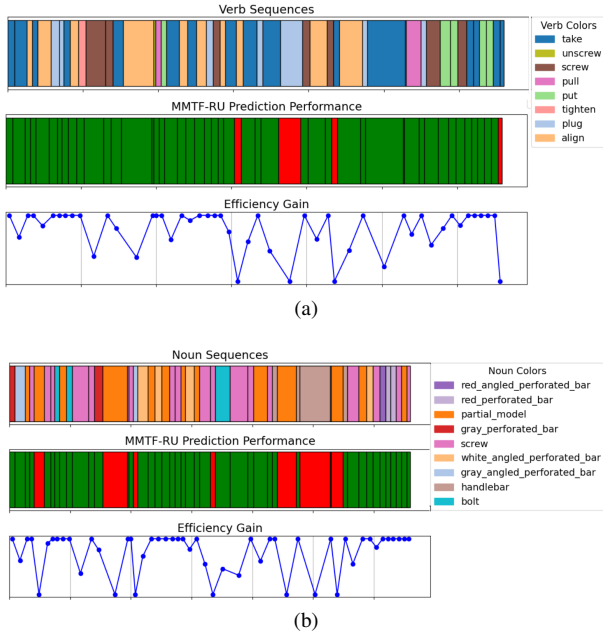 Verb Sequences
Verb Colors
take
unscrew
screw
pull
put
tighten
plug
align
MMTF-RU Prediction Performance
Efficiency Gain
(a)
Noun Sequences
Noun Colors
red_angled_perforated_bar
red_perforated_bar
partial_model
gray_perforated_bar
screw
white_angled_perforated_bar
gray_angled_perforated_bar
handlebar
bolt
MMTF-RU Prediction Performance
Efficiency Gain
(b)